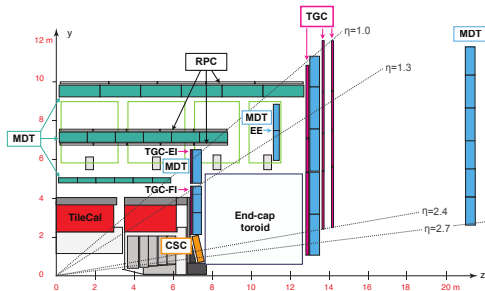 TGC
12 m
y
η=1.0
MDT
RPC
10
η=1.3
8
MDT
EE
MDT
6
TGC-EI
MDT
4
TGC-FI
TileCal
End-cap
toroid
η=2.4
2
CSC
η=2.7
0
z
0
2
4
6
8
10
12
14
16
18
20 m